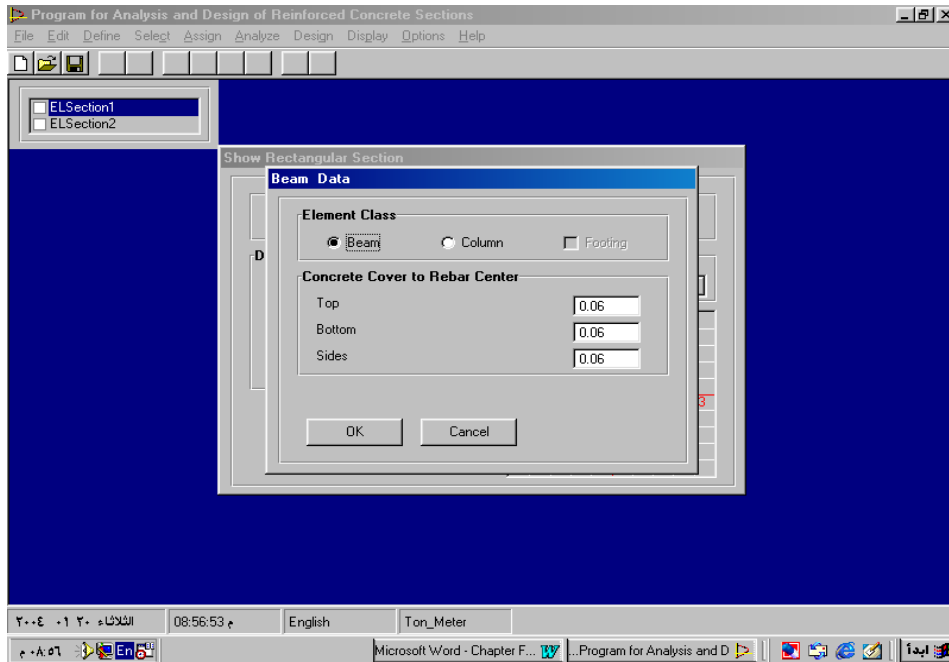 Program for Analysis and Design of Reinforced Concrete Sections
File Edit Define Select Assign Analyze Design Display Options Help
ELSection1
ELSection2
Show Rectangular Section
Beam Data
Element Class
Beam Column Footing
D
Concrete Cover to Rebar Center
Top 0.06
Bottom 0.06
Sides 0.06
3
OK Cancel
الثلاثاء ٢٠ ٠١ ٢٠٠٤ 08:56:53 م English Ton_Meter
٠٨:٥٦ م En Microsoft Word - Chapter F... ...Program for Analysis and D ابدأ